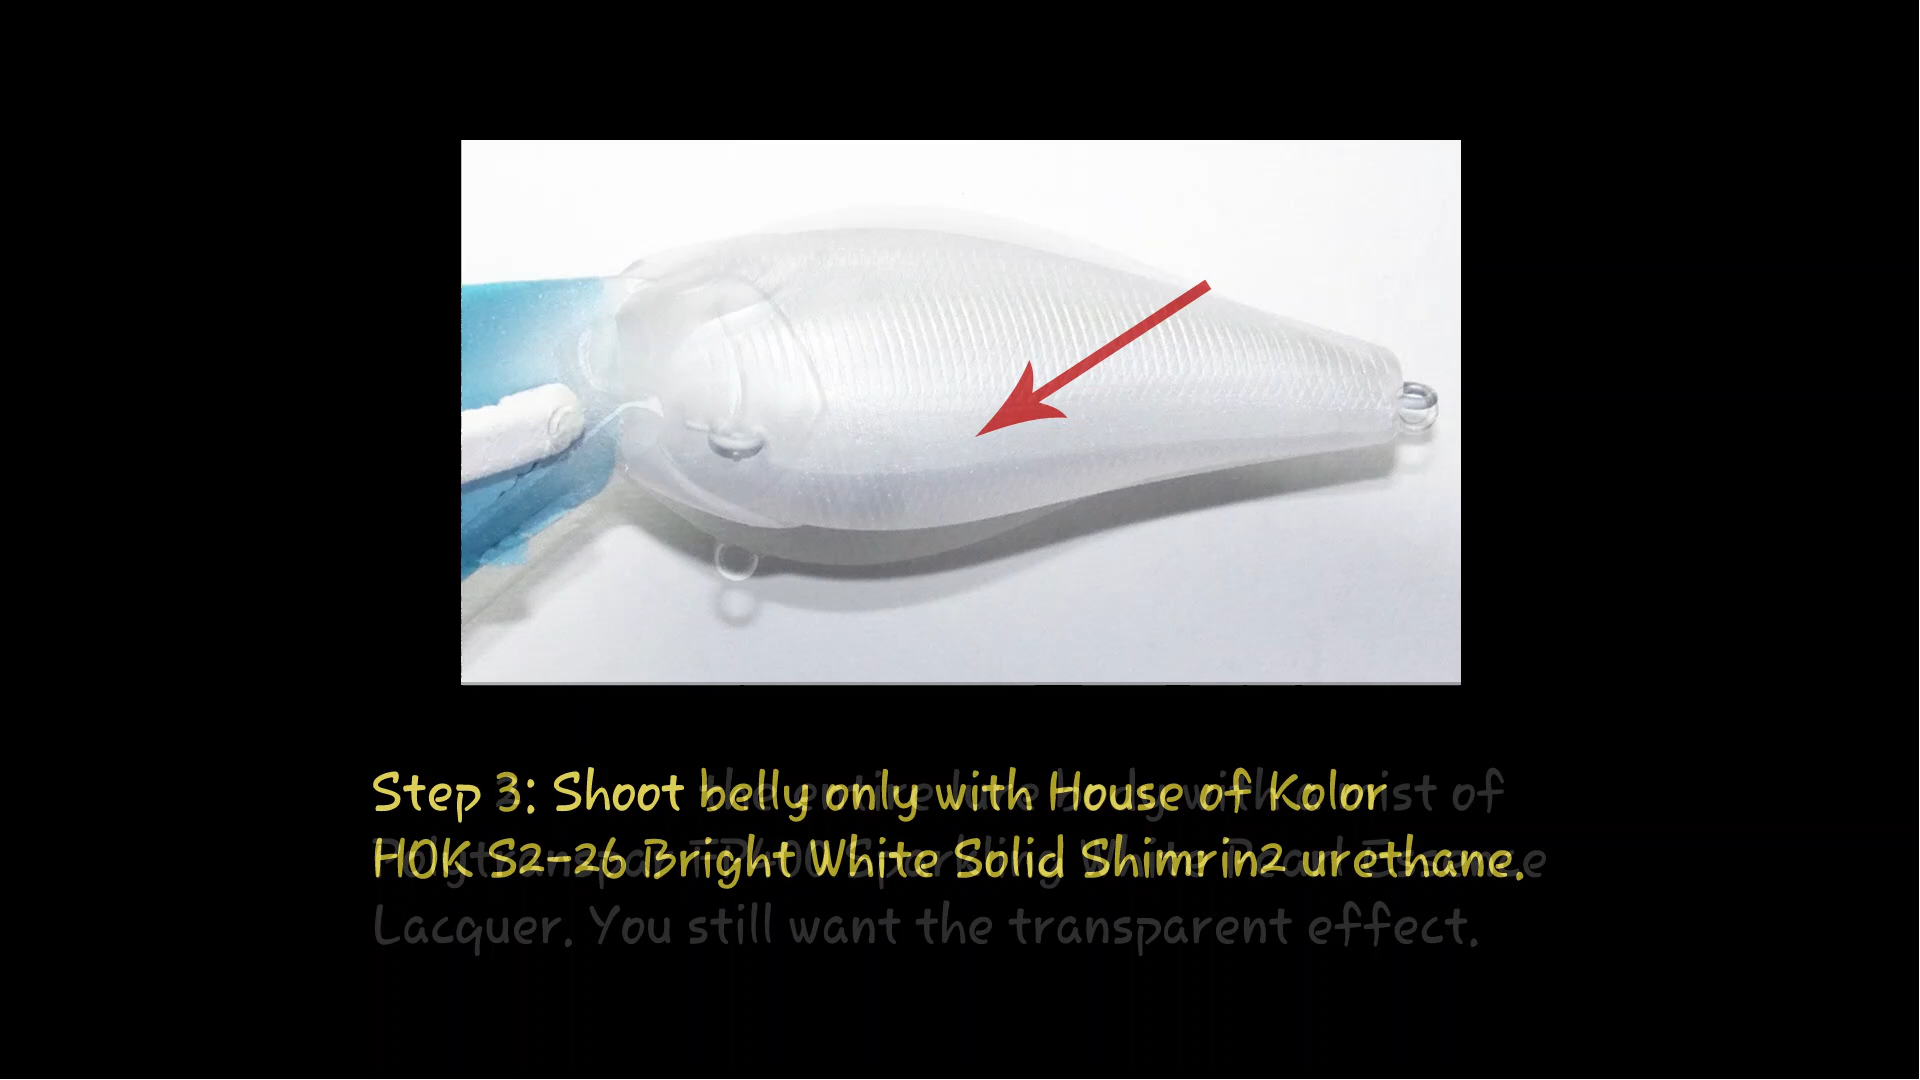 Step 3: Shoot belly only with House of Kolor
HOK S2-26 Bright White Solid Shimrin2 urethane.
Lacquer. You still want the transparent effect.